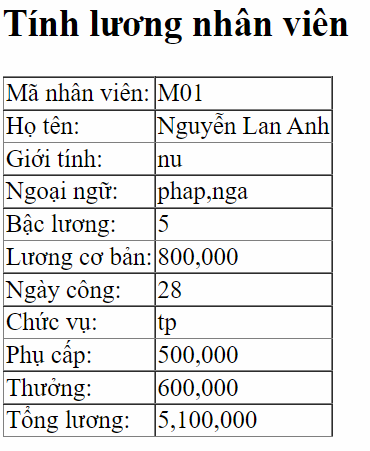 Tính lương nhân viên
Mã nhân viên: M01
Họ tên: Nguyễn Lan Anh
Giới tính: nu
Ngoại ngữ: phap,nga
Bậc lương: 5
Lương cơ bản: 800,000
Ngày công: 28
Chức vụ: tp
Phụ cấp: 500,000
Thưởng: 600,000
Tổng lương: 5,100,000